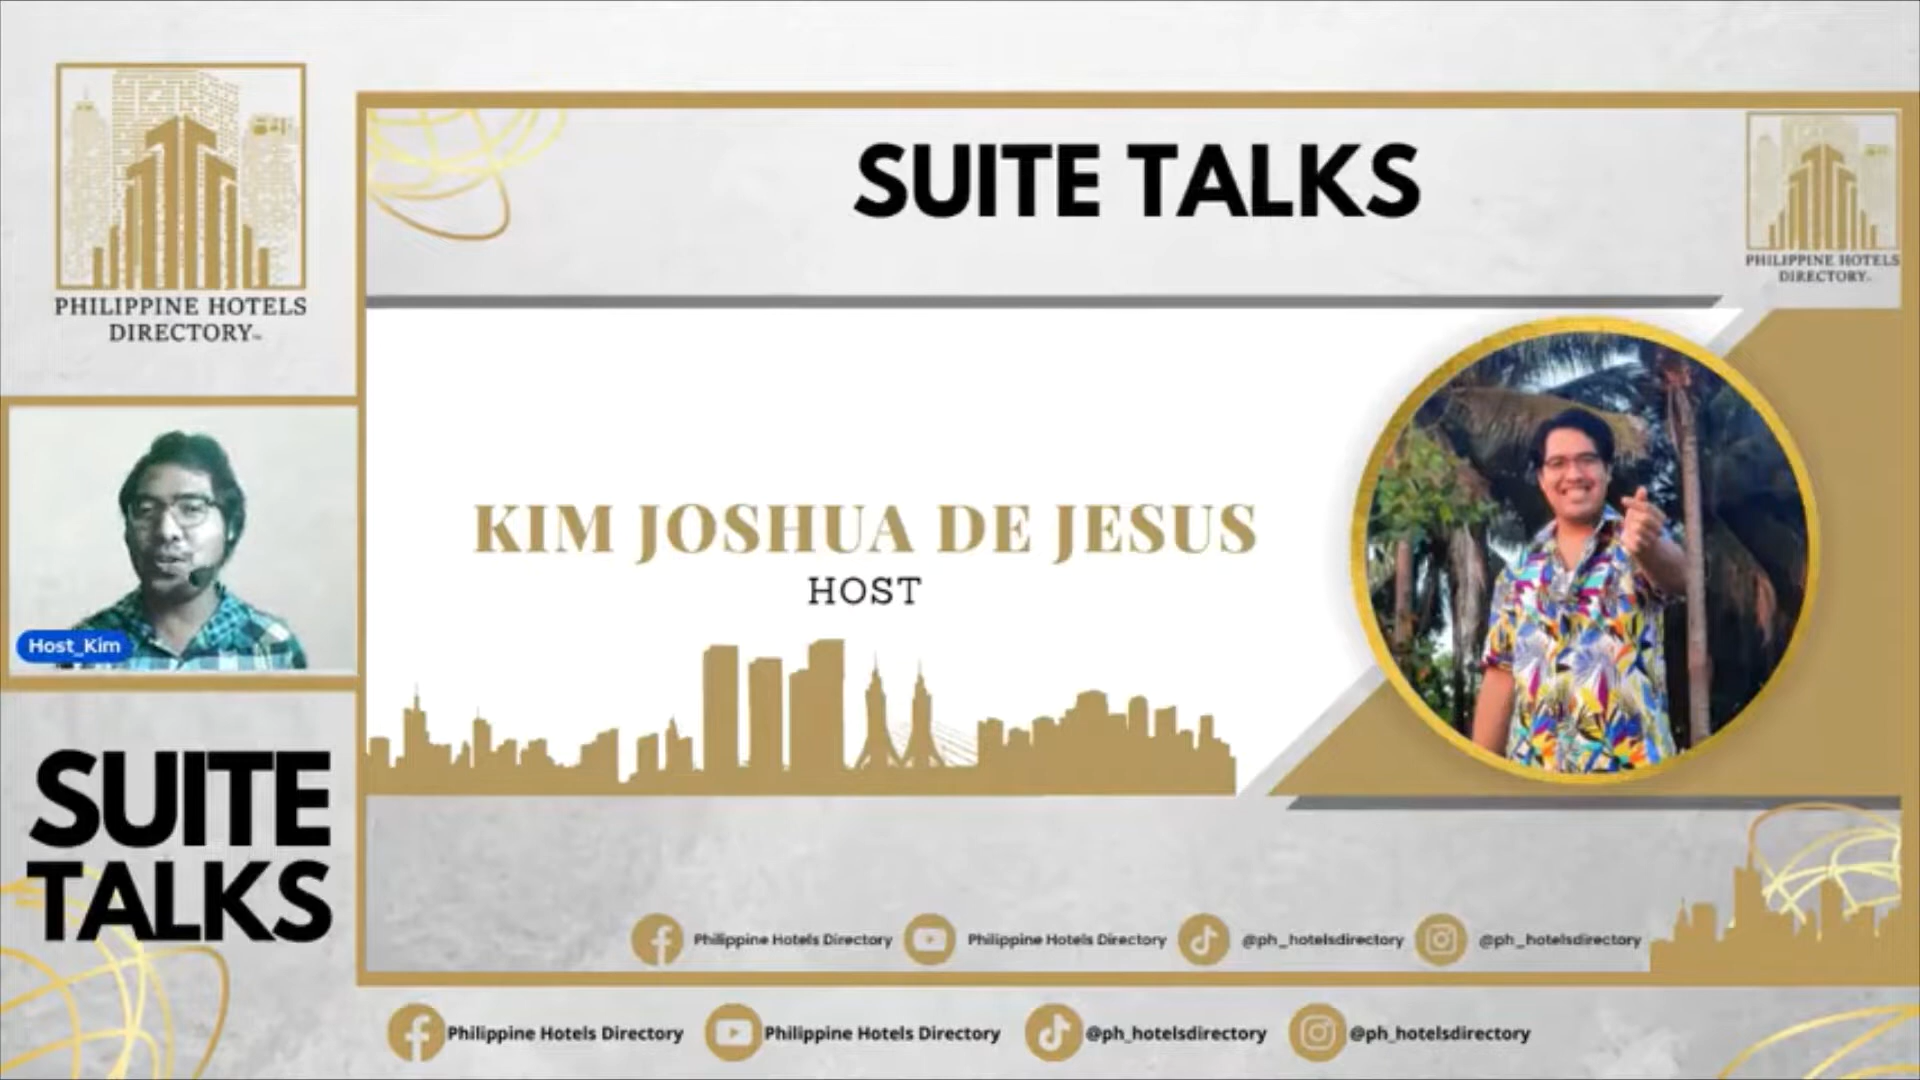 PHILIPPINE HOTELS
DIRECTORY
Host_Kim
SUITE
TALKS
SUITE TALKS
PHILIPPINE HOTELS
DIRECTORY
KIM JOSHUA DE JESUS
HOST
Philippine Hotels Directory
Philippine Hotels Directory
@ph_hotelsdirectory
@ph_hotelsdirectory
Philippine Hotels Directory
Philippine Hotels Directory
@ph_hotelsdirectory
@ph_hotelsdirectory